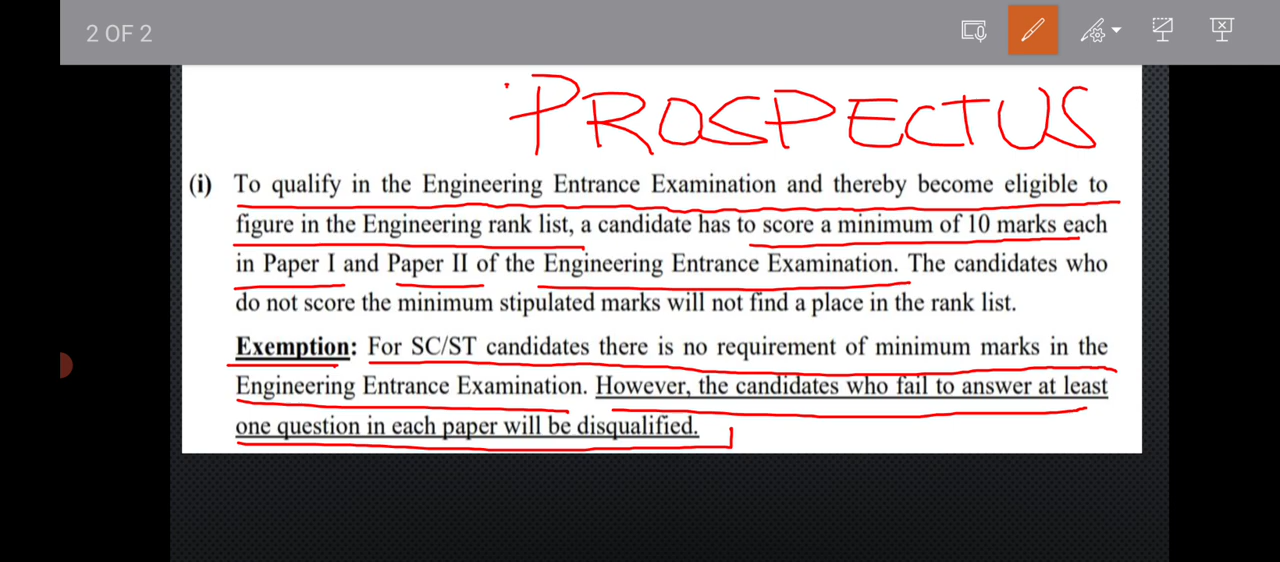 2 OF 2
PROSPECTUS
(i) To qualify in the Engineering Entrance Examination and thereby become eligible to
figure in the Engineering rank list, a candidate has to score a minimum of 10 marks each
in Paper I and Paper II of the Engineering Entrance Examination. The candidates who
do not score the minimum stipulated marks will not find a place in the rank list.
Exemption: For SC/ST candidates there is no requirement of minimum marks in the
Engineering Entrance Examination. However, the candidates who fail to answer at least
one question in each paper will be disqualified.